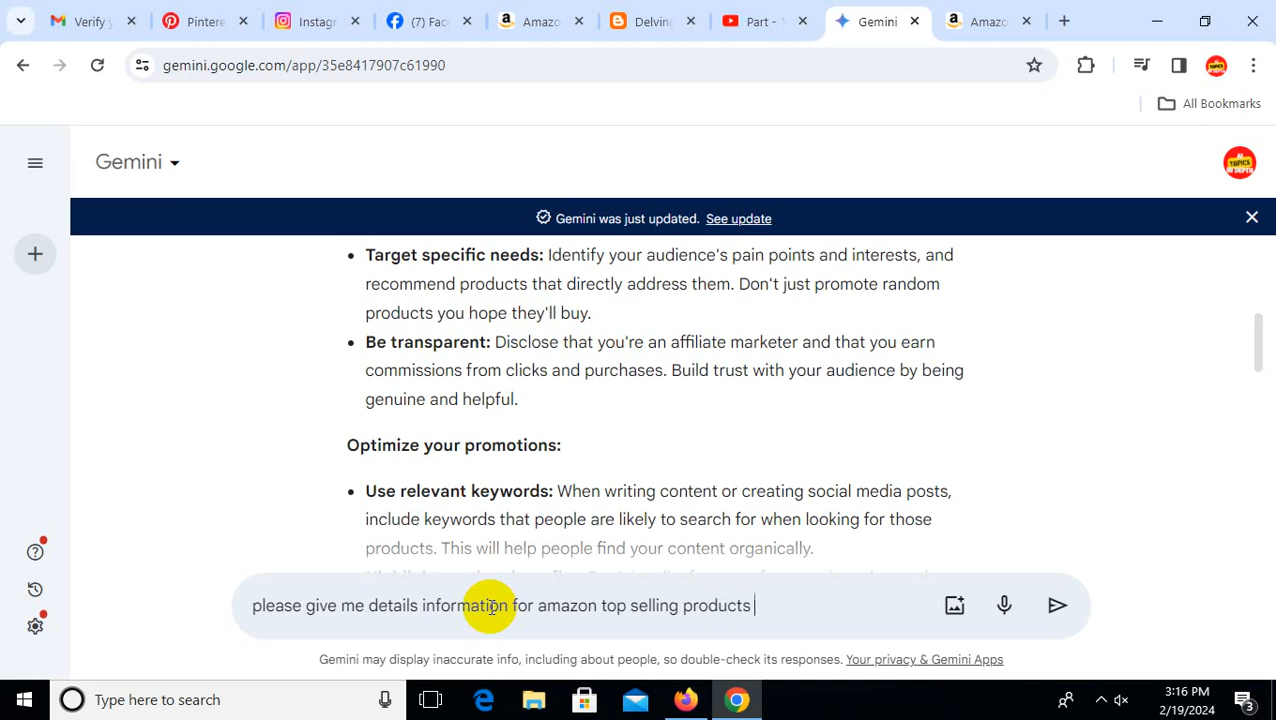 Verify y
Pintere
Instagr
(7) Fac
Amazo
Delvin
Part - 
Gemini
Amazo
gemini.google.com/app/35e8417907c61990
All Bookmarks
Gemini
TOPICS
IN DEPTH
Gemini was just updated. See update
• Target specific needs: Identify your audience's pain points and interests, and
recommend products that directly address them. Don't just promote random
products you hope they'll buy.
• Be transparent: Disclose that you're an affiliate marketer and that you earn
commissions from clicks and purchases. Build trust with your audience by being
genuine and helpful.
Optimize your promotions:
• Use relevant keywords: When writing content or creating social media posts,
include keywords that people are likely to search for when looking for those
products. This will help people find your content organically.
please give me details information for amazon top selling products
Gemini may display inaccurate info, including about people, so double-check its responses. Your privacy & Gemini Apps
Type here to search
3:16 PM
2/19/2024
3